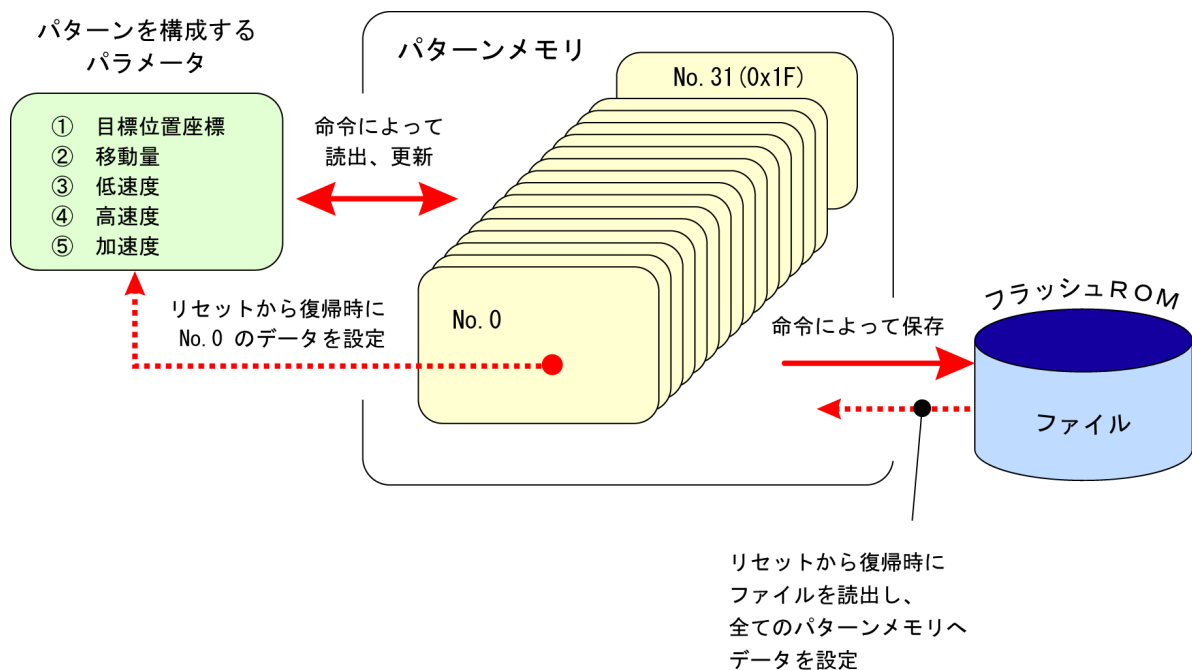 パターンを構成する
パラメータ
① 目標位置座標
② 移動量
③ 低速度
④ 高速度
⑤ 加速度
命令によって
読出、更新
パターンメモリ
No. 31(0x1F)
No. 0
リセットから復帰時に
No.0 のデータを設定
命令によって保存
フラッシュROM
ファイル
リセットから復帰時に
ファイルを読出し、
全てのパターンメモリへ
データを設定